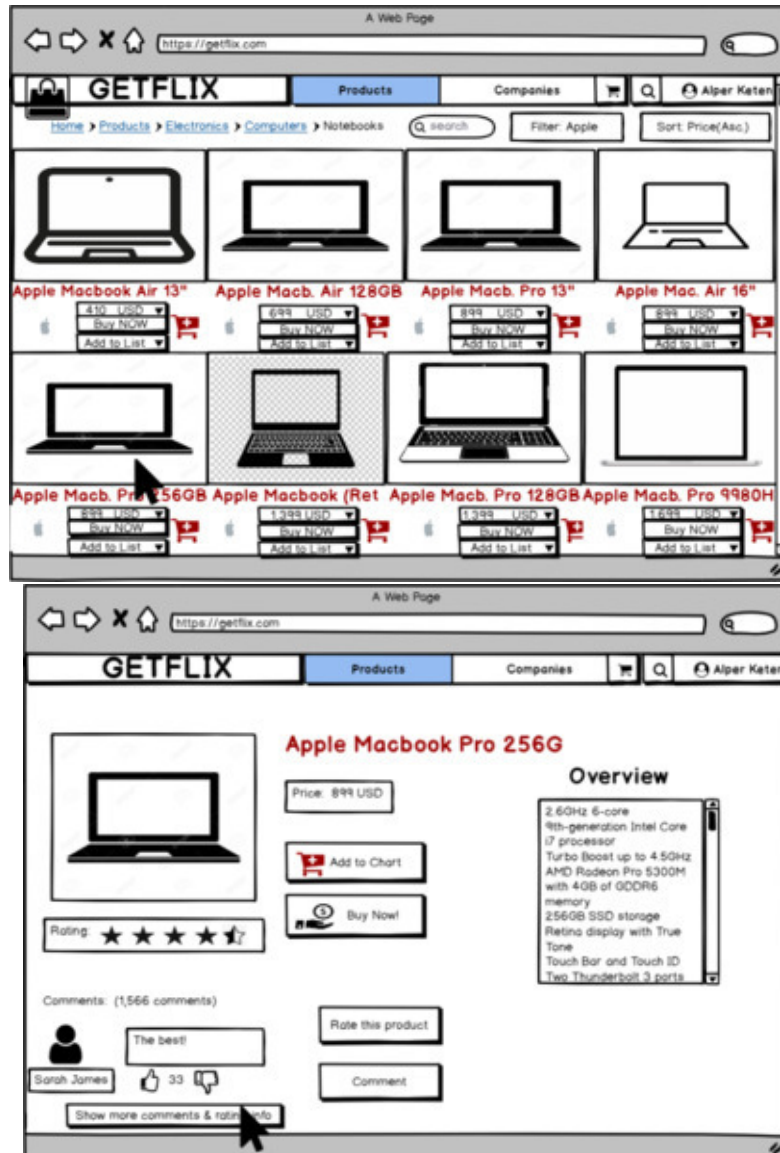 A Web Page
https://getflix.com
GETFLIX Products Companies Alper Keten
Home Products Electronics Computers Notebooks search Filter: Apple Sort: Price(Asc.)
Apple Macbook Air 13" Apple Macb. Air 128GB Apple Macb. Pro 13" Apple Mac. Air 16"
410 USD 699 USD 899 USD 899 USD
Buy NOW Buy NOW Buy NOW Buy NOW
Add to List Add to List Add to List Add to List
Apple Macb. Pro 256GB Apple Macbook (Ret Apple Macb. Pro 128GB Apple Macb. Pro 9980H
899 USD 1.399 USD 1.399 USD 1.699 USD
Buy NOW Buy NOW Buy NOW Buy NOW
Add to List Add to List Add to List Add to List
A Web Page
https://getflix.com
GETFLIX Products Companies Alper Keten
Apple Macbook Pro 256G
Price: 899 USD
Add to Chart
Buy Now!
Overview
2.6GHz 6-core
9th-generation Intel Core
i7 processor
Turbo Boost up to 4.5GHz
AMD Radeon Pro 5300M
with 4GB of GDDR6
memory
256GB SSD storage
Retina display with True
Tone
Touch Bar and Touch ID
Two Thunderbolt 3 ports
Rating:
Comments: (1,566 comments)
The best!
Sarah James 33
Show more comments & rating info
Rate this product
Comment